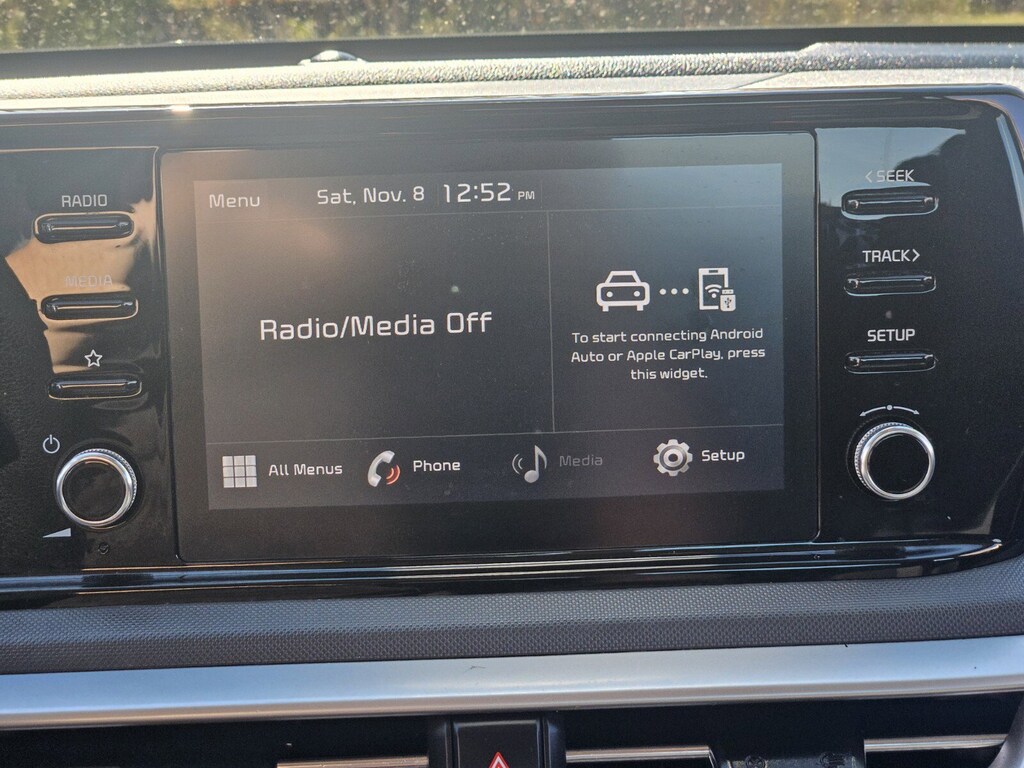 RADIO
MEDIA
Menu
Sat, Nov. 8 12:52 PM
Radio/Media Off
To start connecting Android
Auto or Apple CarPlay, press
this widget.
All Menus
Phone
Media
Setup
<SEEK
TRACK>
SETUP